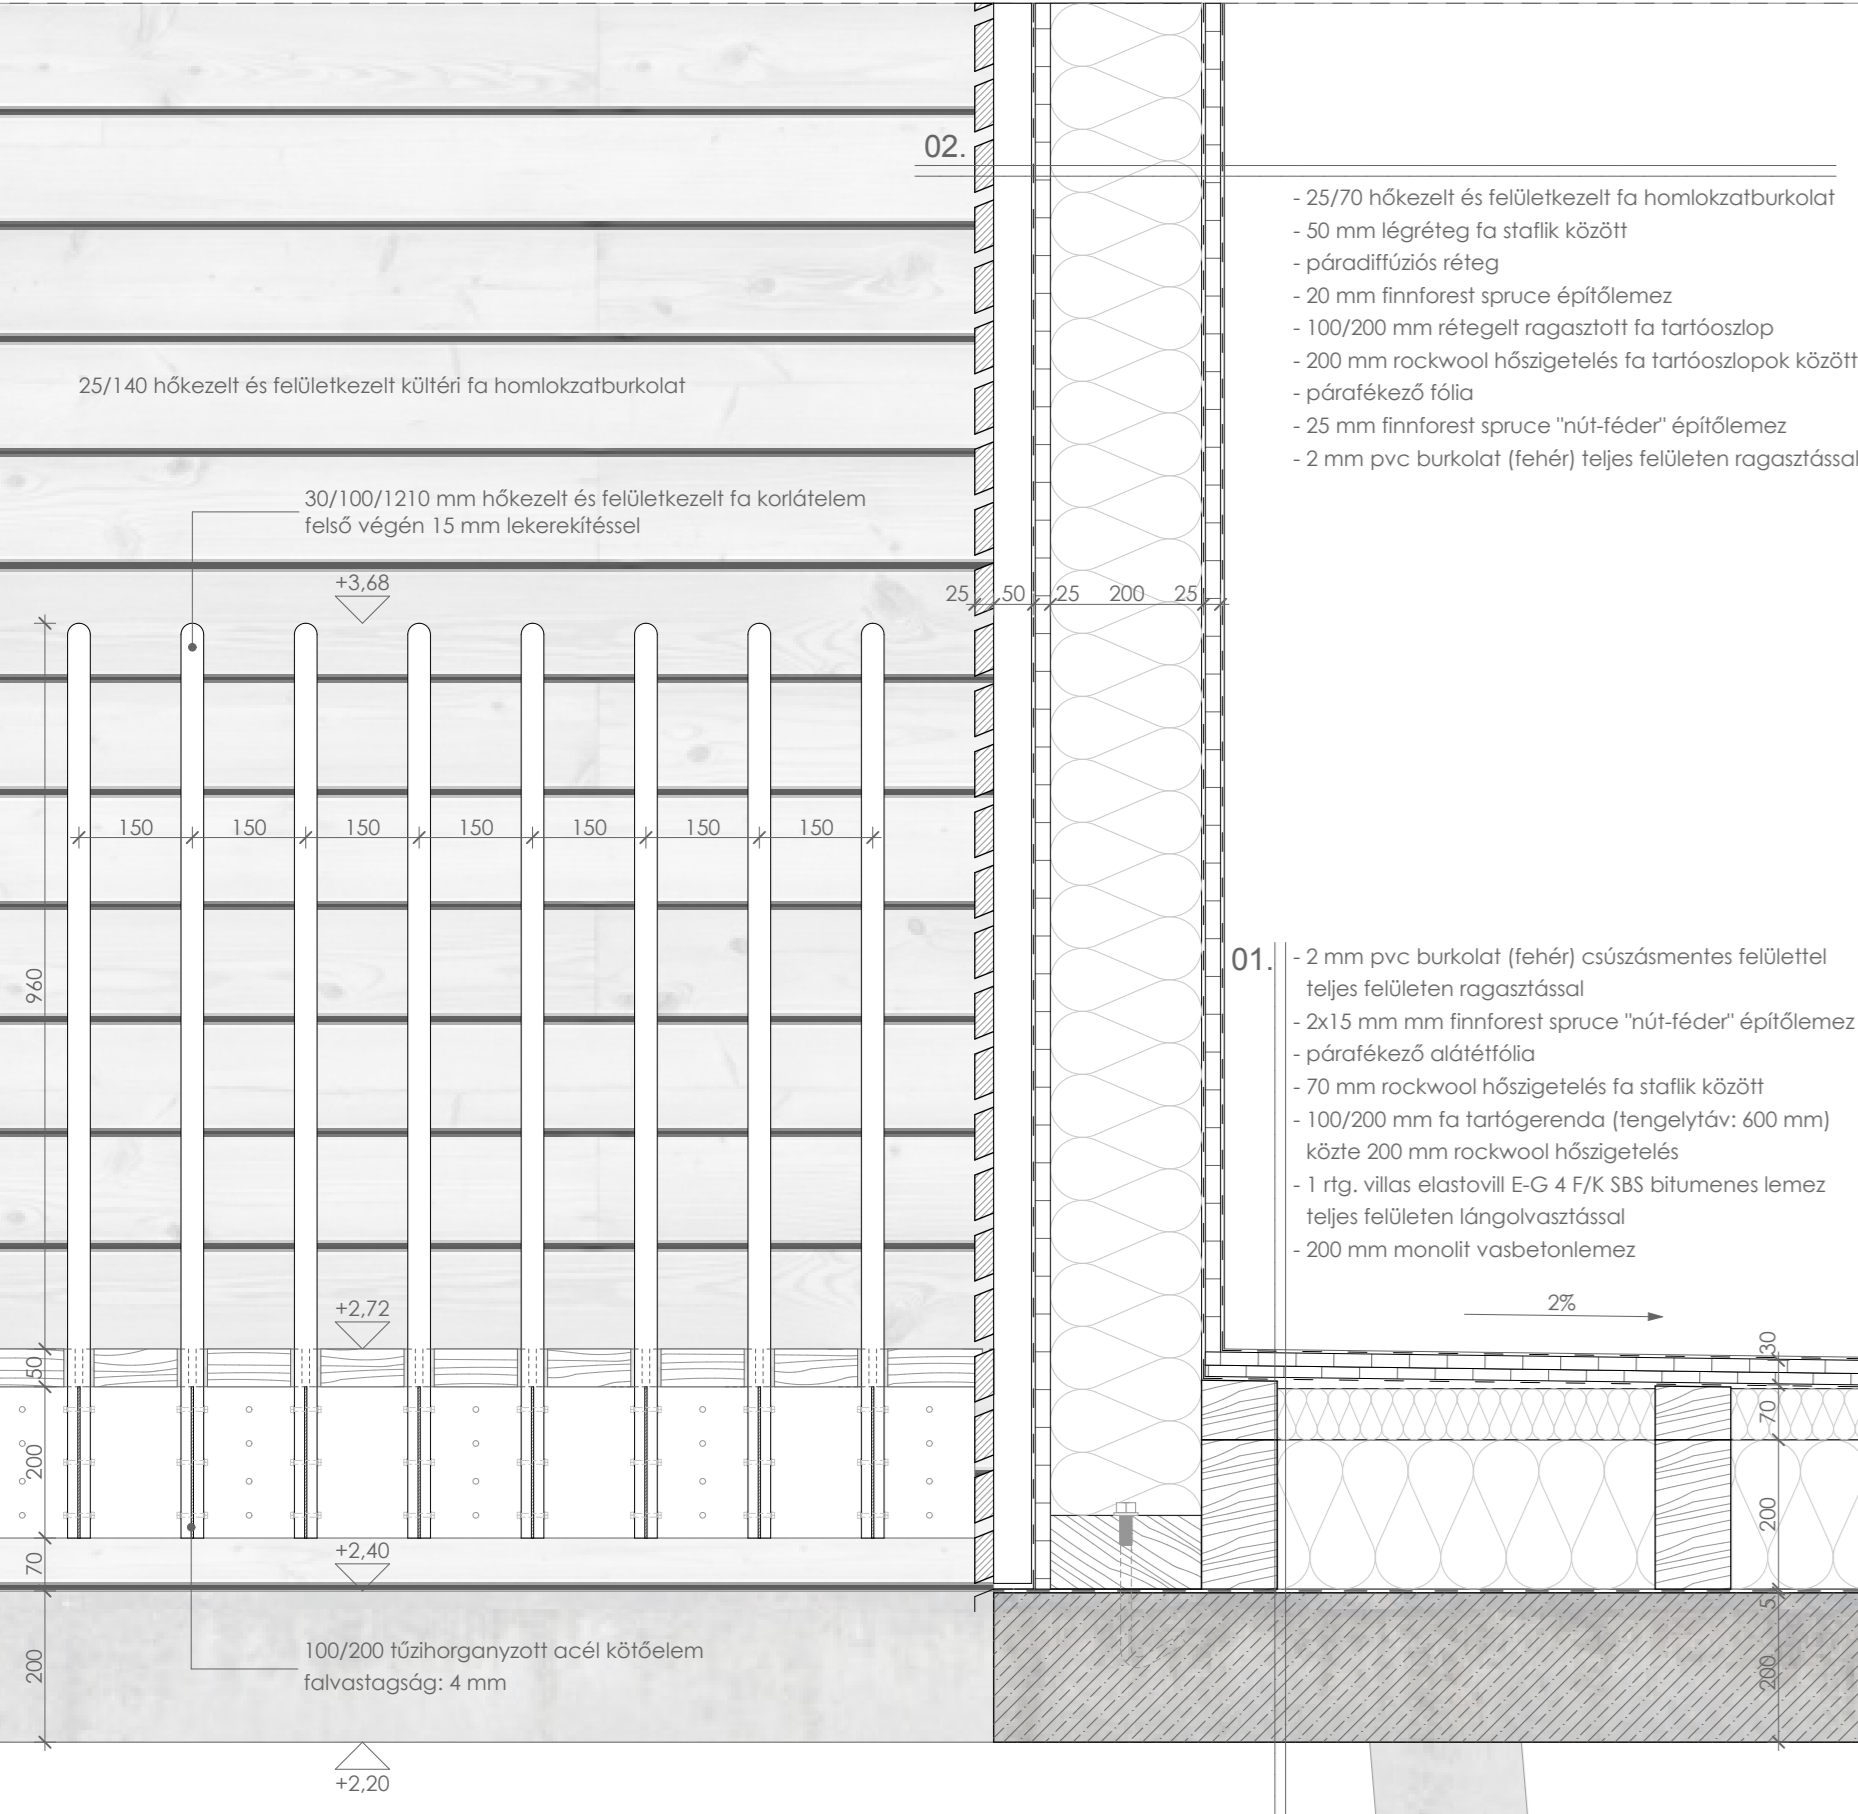 02.
- 25/70 hőkezelt és felületkezelt fa homlokzatburkolat
- 50 mm légréteg fa staflik között
- páradiffúziós réteg
- 20 mm finnforest spruce építőlemez
- 100/200 mm rétegelt ragasztott fa tartóoszlop
- 200 mm rockwool hőszigetelés fa tartóoszlopok között
- párafékező fólia
- 25 mm finnforest spruce "nút-féder" építőlemez
- 2 mm pvc burkolat (fehér) teljes felületen ragasztással
25/140 hőkezelt és felületkezelt kültéri fa homlokzatburkolat
30/100/1210 mm hőkezelt és felületkezelt fa korlátelem
felső végén 15 mm lekerekítéssel
+3,68
25 50 25 200 25
150 150 150 150 150 150 150
960
01.
- 2 mm pvc burkolat (fehér) csúszásmentes felülettel
teljes felületen ragasztással
- 2x15 mm mm finnforest spruce "nút-féder" építőlemez
- párafékező alátétfólia
- 70 mm rockwool hőszigetelés fa staflik között
- 100/200 mm fa tartógerenda (tengelytáv: 600 mm)
közte 200 mm rockwool hőszigetelés
- 1 rtg. villas elastovill E-G 4 F/K SBS bitumenes lemez
teljes felületen lángolvasztással
- 200 mm monolit vasbetonlemez
2%
+2,72
50
200
70
200
30
70
200
5
200
+2,40
100/200 tűzihorganyzott acél kötőelem
falvastagság: 4 mm
+2,20